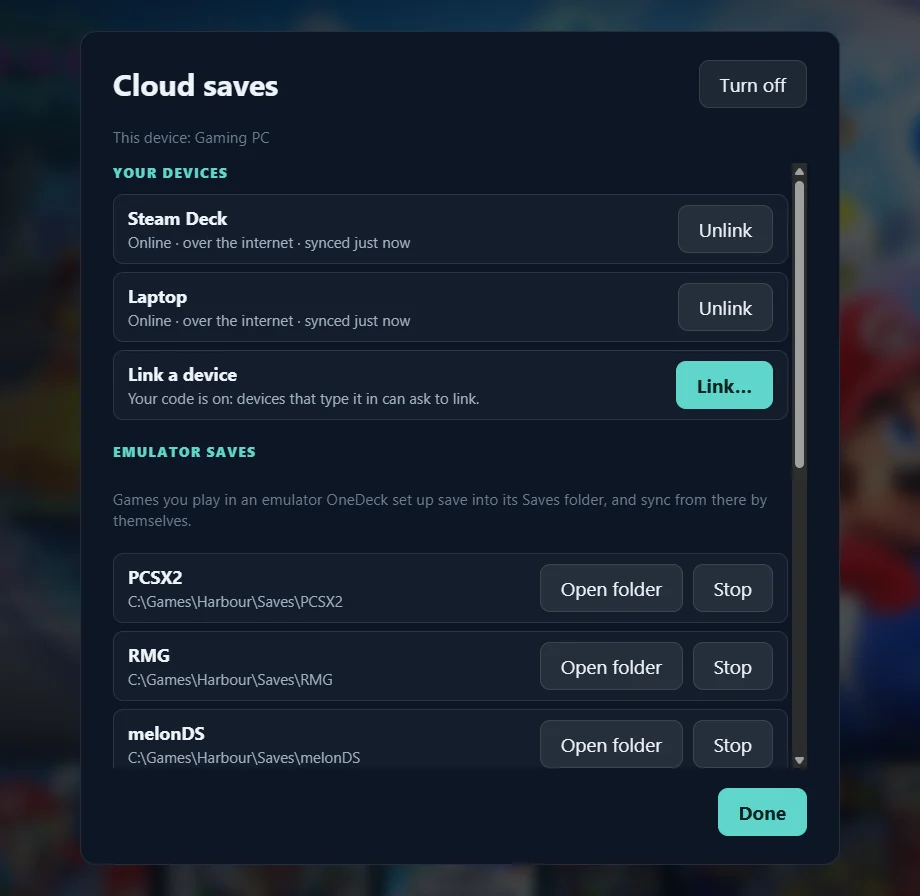 Cloud saves
Turn off
This device: Gaming PC
YOUR DEVICES
Steam Deck
Online · over the internet · synced just now
Unlink
Laptop
Online · over the internet · synced just now
Unlink
Link a device
Your code is on: devices that type it in can ask to link.
Link...
EMULATOR SAVES
Games you play in an emulator OneDeck set up save into its Saves folder, and sync from there by
themselves.
PCSX2
C:\Games\Harbour\Saves\PCSX2
Open folder
Stop
RMG
C:\Games\Harbour\Saves\RMG
Open folder
Stop
melonDS
C:\Games\Harbour\Saves\melonDS
Open folder
Stop
Done